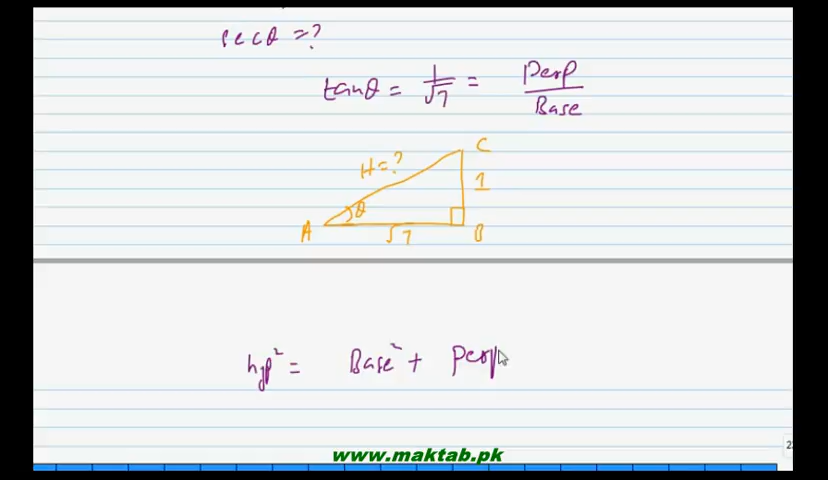 secθ = ?
tanθ = 1/√7 = Perp/Base
C
H = ?
1
θ
A
√7
B
hyp² = Base² + Perp
www.maktab.pk